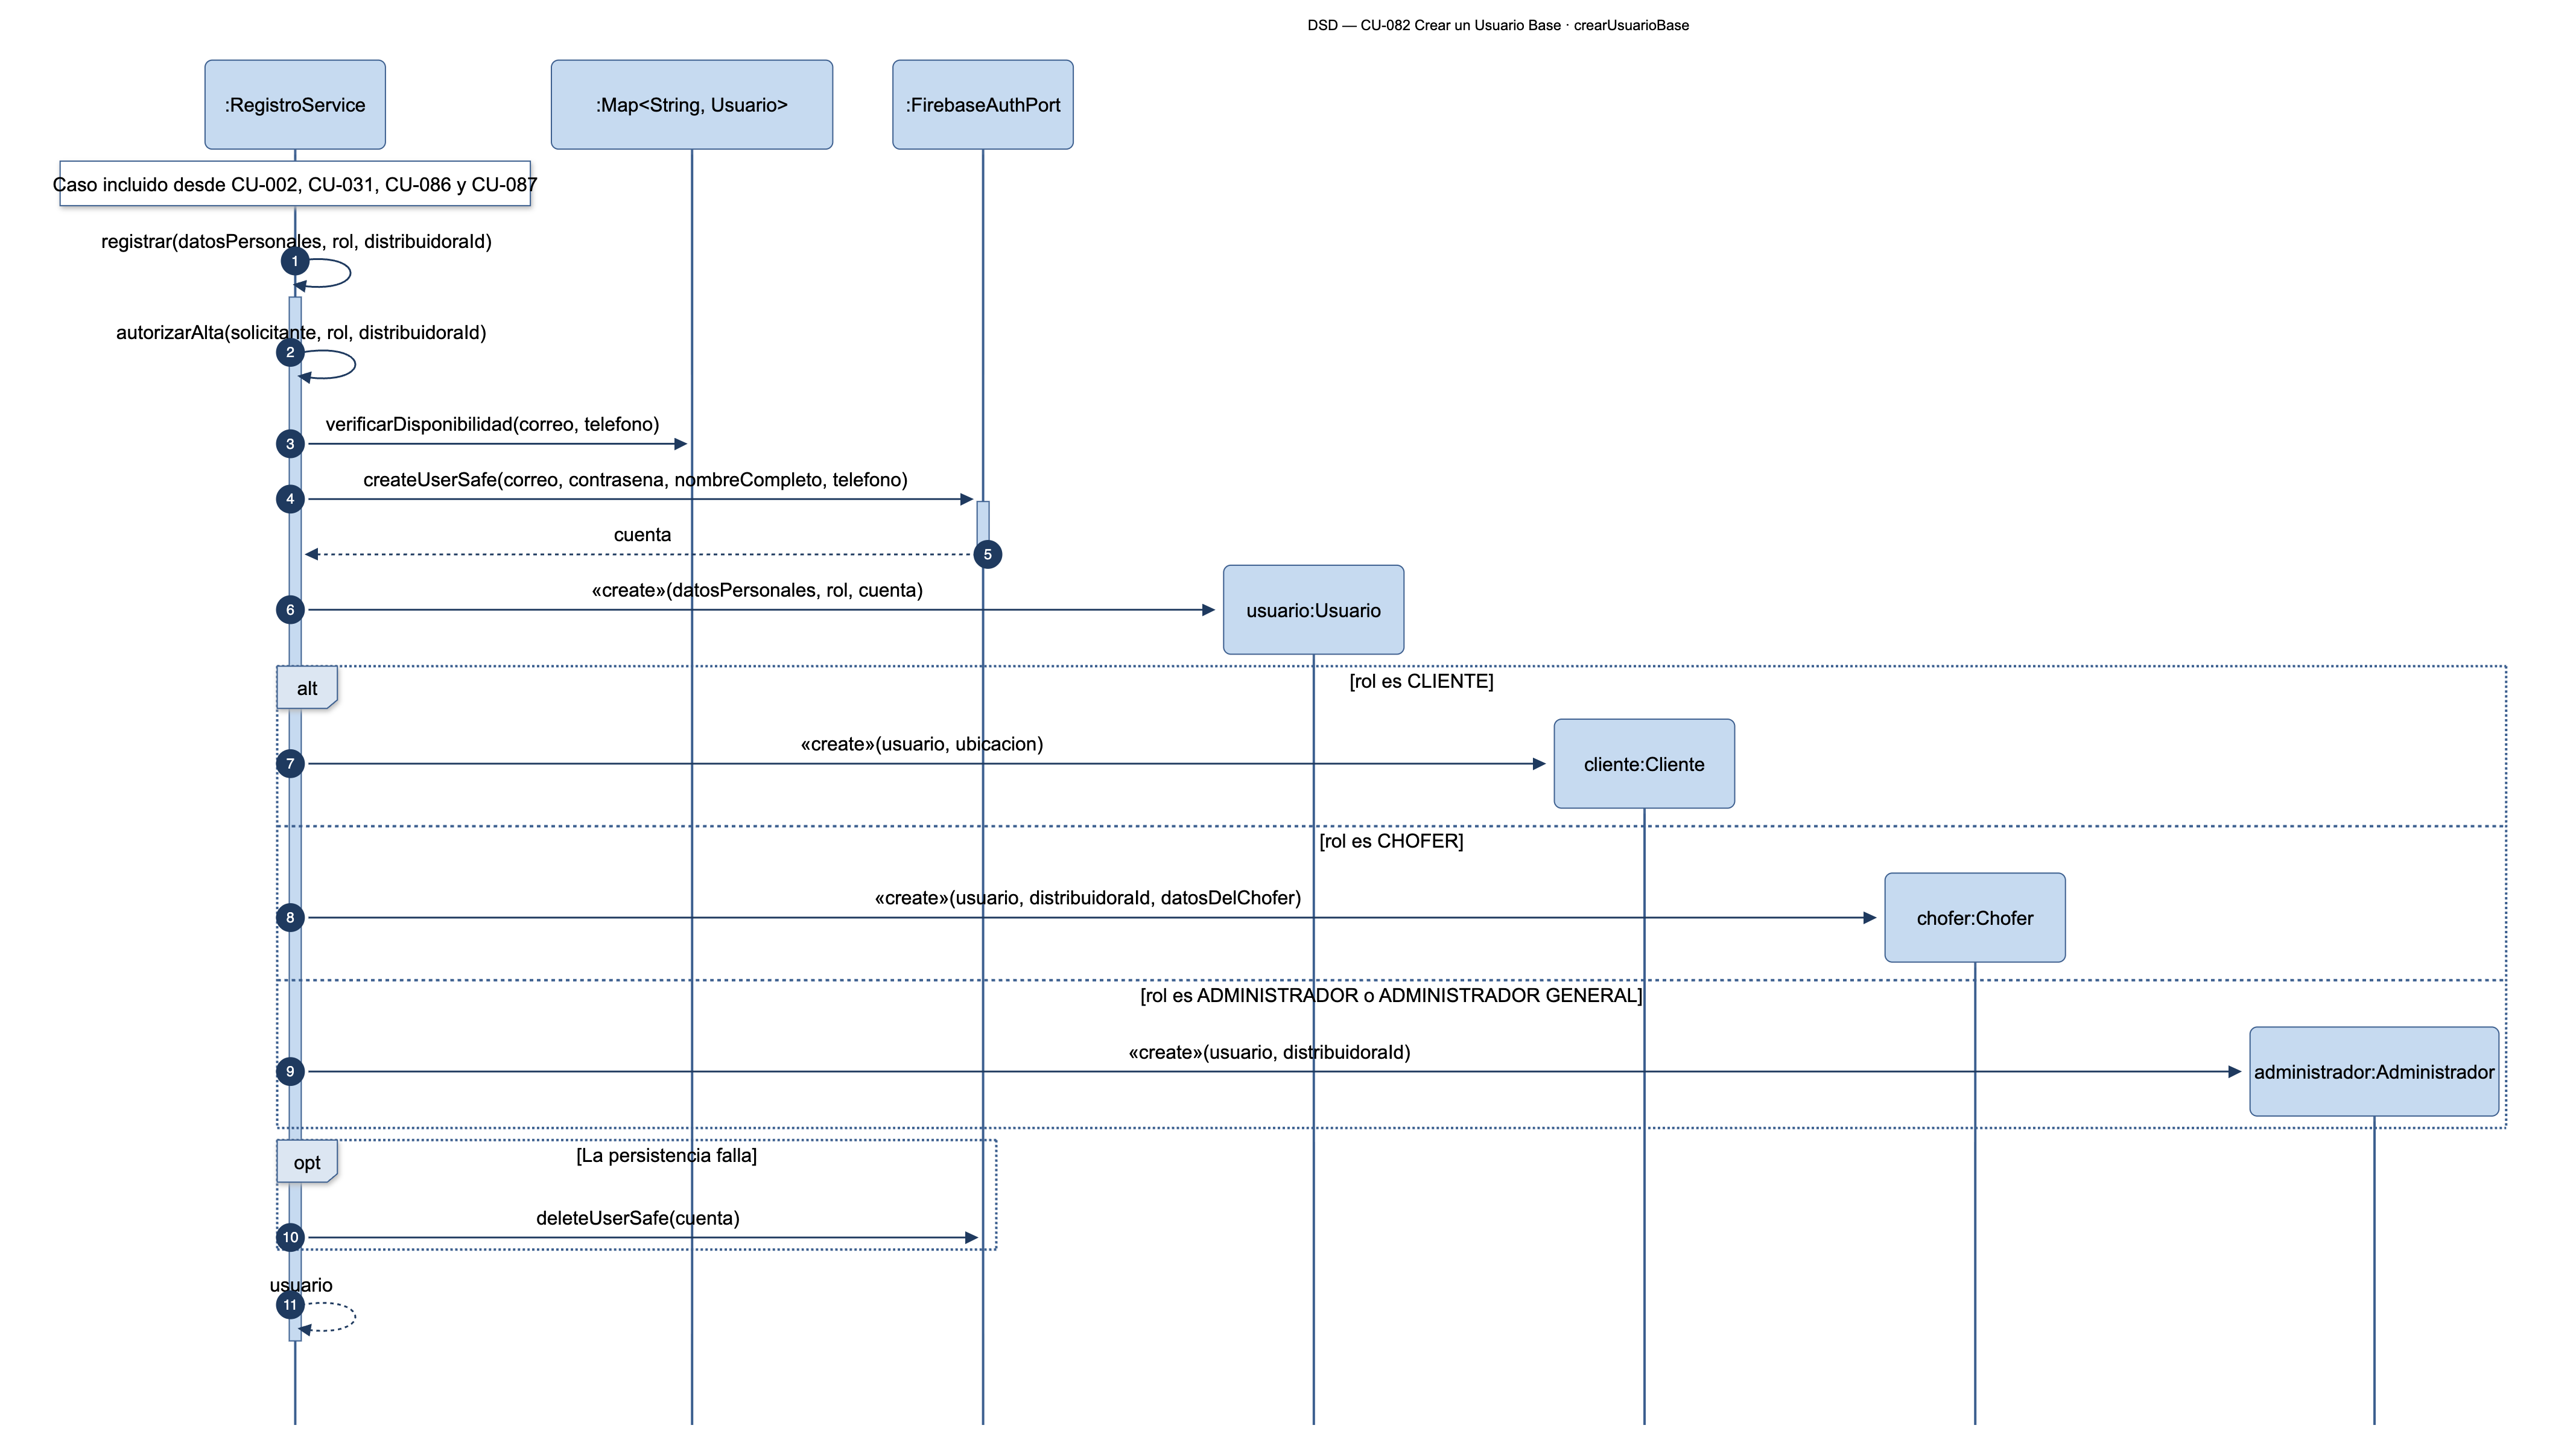 DSD — CU-082 Crear un Usuario Base · crearUsuarioBase
:RegistroService
:Map<String, Usuario>
:FirebaseAuthPort
Caso incluido desde CU-002, CU-031, CU-086 y CU-087
registrar(datosPersonales, rol, distribuidoraId)
1
autorizarAlta(solicitante, rol, distribuidoraId)
2
verificarDisponibilidad(correo, telefono)
3
createUserSafe(correo, contrasena, nombreCompleto, telefono)
4
cuenta
5
«create»(datosPersonales, rol, cuenta)
6
usuario:Usuario
alt
[rol es CLIENTE]
«create»(usuario, ubicacion)
7
cliente:Cliente
[rol es CHOFER]
«create»(usuario, distribuidoraId, datosDelChofer)
8
chofer:Chofer
[rol es ADMINISTRADOR o ADMINISTRADOR GENERAL]
«create»(usuario, distribuidoraId)
9
administrador:Administrador
opt
[La persistencia falla]
deleteUserSafe(cuenta)
10
usuario
11